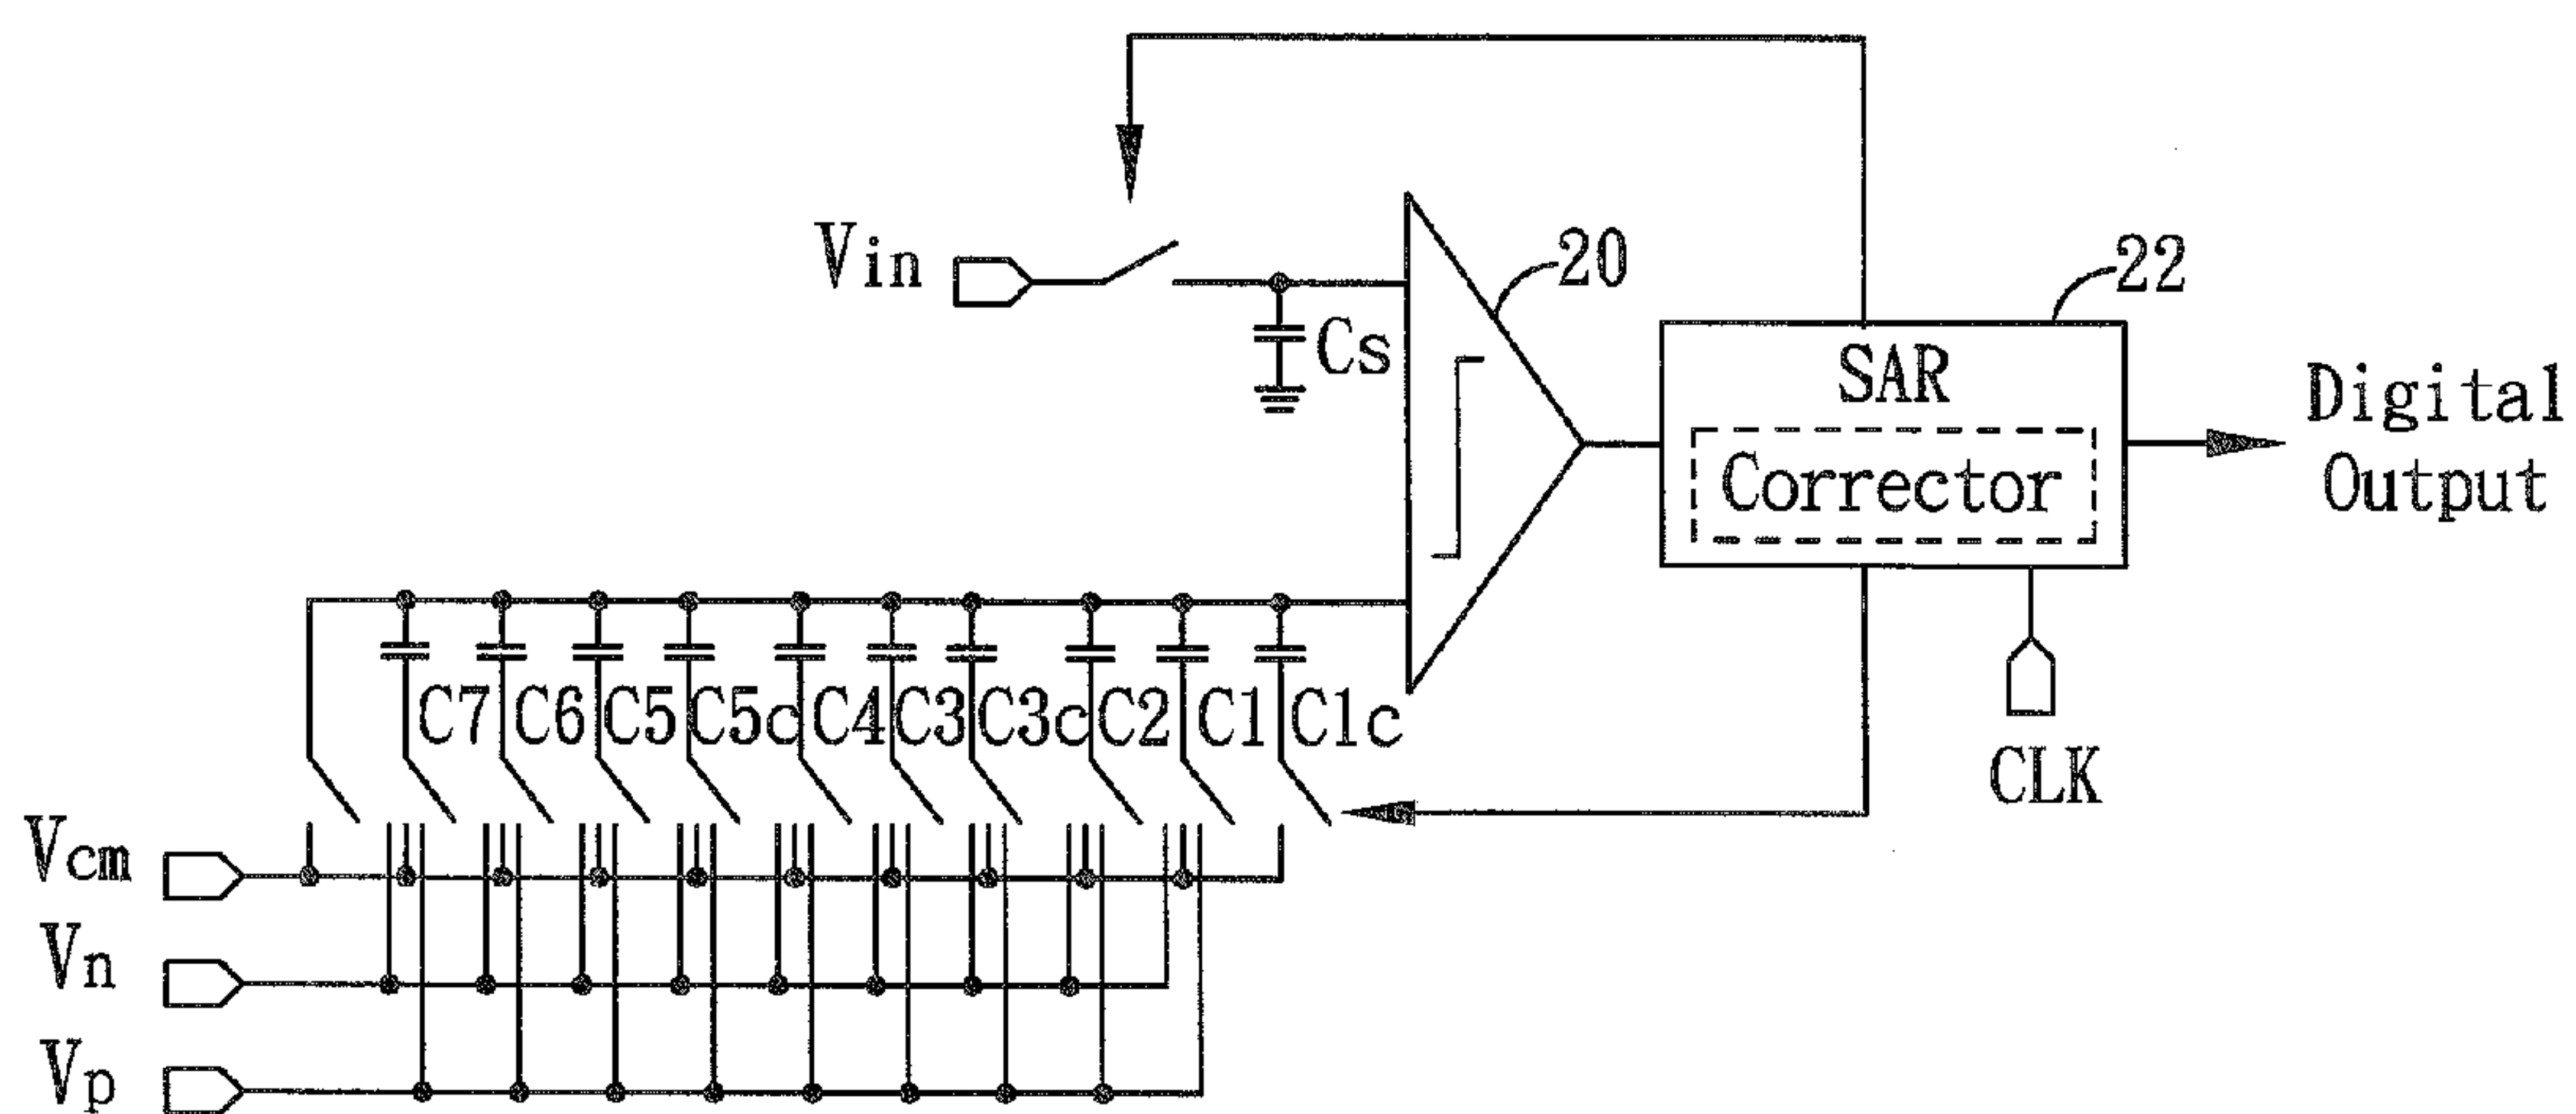 Vin
20
22
Cs
SAR
Corrector
Digital
Output
C7 C6 C5 C5c C4 C3 C3c C2 C1 C1c
CLK
Vcm
Vn
Vp